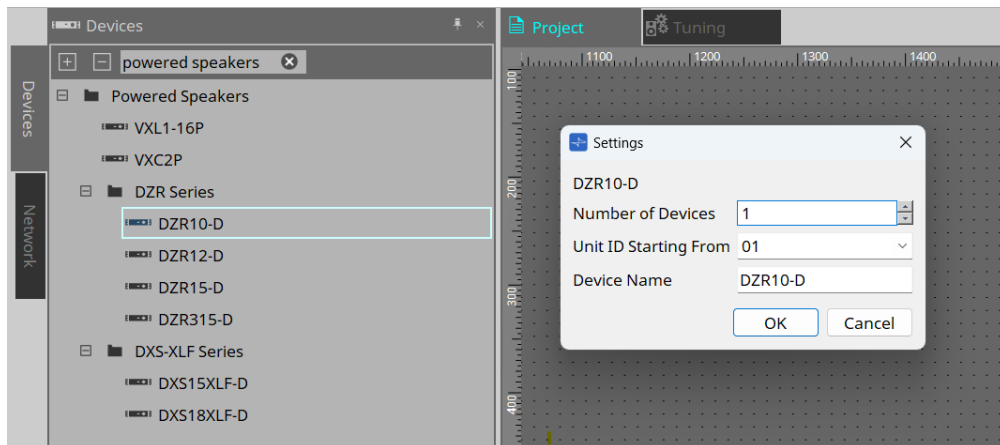 Devices
Project
Tuning
powered speakers
1100
1200
1300
1400
Devices
Network
100
200
300
400
Powered Speakers
VXL1-16P
VXC2P
DZR Series
DZR10-D
DZR12-D
DZR15-D
DZR315-D
DXS-XLF Series
DXS15XLF-D
DXS18XLF-D
Settings
DZR10-D
Number of Devices 1
Unit ID Starting From 01
Device Name DZR10-D
OK Cancel